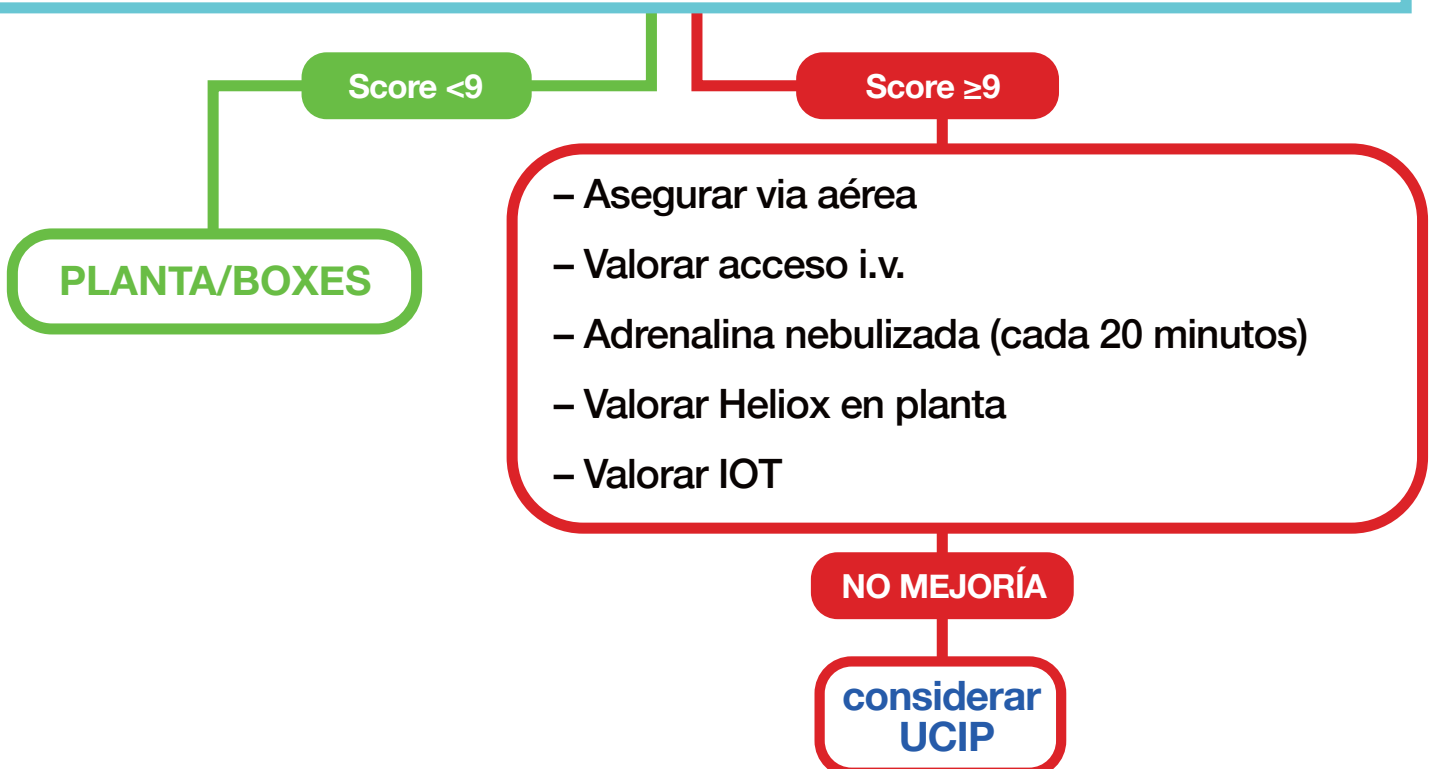 Score <9
Score ≥9
– Asegurar via aérea
– Valorar acceso i.v.
– Adrenalina nebulizada (cada 20 minutos)
– Valorar Heliox en planta
– Valorar IOT
PLANTA/BOXES
NO MEJORÍA
considerar
UCIP